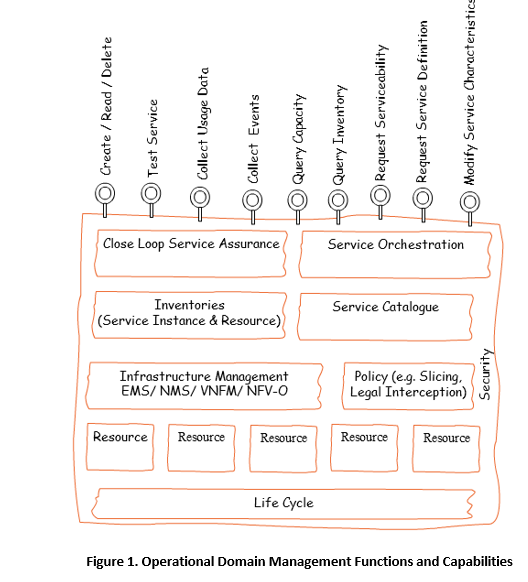 Create / Read / Delete
Test Service
Collect Usage Data
Collect Events
Query Capacity
Query Inventory
Request Serviceability
Request Service Definition
Modify Service Characteristics
Close Loop Service Assurance
Service Orchestration
Inventories
(Service Instance & Resource)
Service Catalogue
Infrastructure Management
EMS/ NMS/ VNFM/ NFV-O
Policy (e.g. Slicing,
Legal Interception)
Security
Resource
Resource
Resource
Resource
Resource
Life Cycle
Figure 1. Operational Domain Management Functions and Capabilities